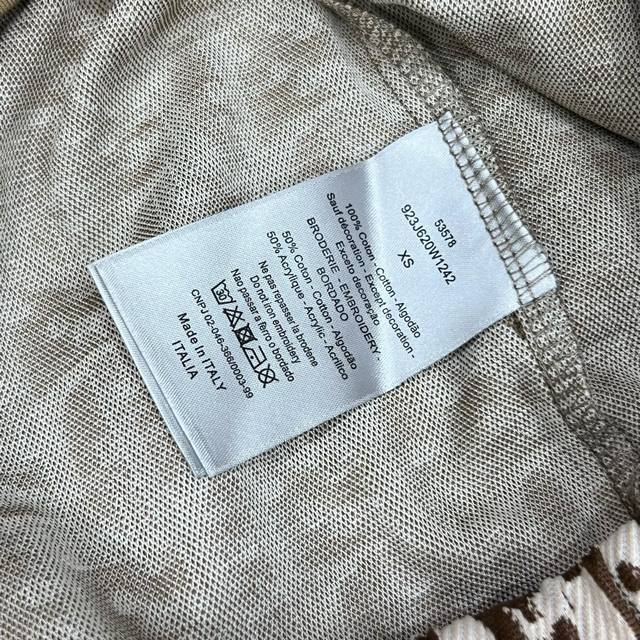 53578
923J620W1242
XS
100% Coton - Cotton - Algodão
Sauf décoration - Except decoration -
Exceto decoração
BRODERIE - EMBROIDERY-
BORDADO
50% Coton - Cotton - Algodão
50% Acrylique - Acrylic - Acrílico
Ne pas repasser la broderie
Do not iron embroidery
Não passar a ferro o bordado
CNPJ 02-046-366/0003-99
Made in ITALY
ITALIA